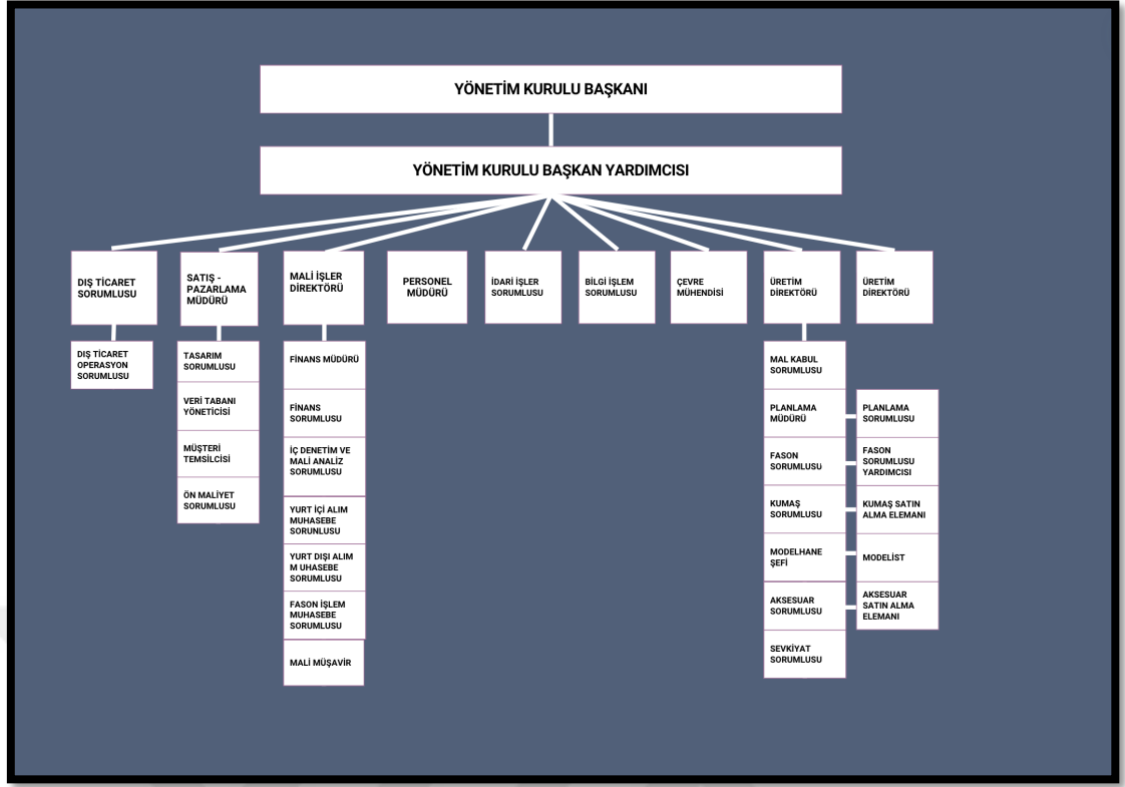 YÖNETİM KURULU BAŞKANI
YÖNETİM KURULU BAŞKAN YARDIMCISI
DIŞ TİCARET
SORUMLUSU
SATIŞ -
PAZARLAMA
MÜDÜRÜ
MALİ İŞLER
DİREKTÖRÜ
PERSONEL
MÜDÜRÜ
İDARİ İŞLER
SORUMLUSU
BİLGİ İŞLEM
SORUMLUSU
ÇEVRE
MÜHENDİSİ
ÜRETİM
DİREKTÖRÜ
ÜRETİM
DİREKTÖRÜ
DIŞ TİCARET
OPERASYON
SORUMLUSU
TASARIM
SORUMLUSU
VERİ TABANI
YÖNETİCİSİ
MÜŞTERİ
TEMSİLCİSİ
ÖN MALİYET
SORUMLUSU
FİNANS MÜDÜRÜ
FİNANS
SORUMLUSU
İÇ DENETİM VE
MALİ ANALİZ
SORUMLUSU
YURT İÇİ ALIM
MUHASEBE
SORUNLUSU
YURT DIŞI ALIM
M UHASEBE
SORUMLUSU
FASON İŞLEM
MUHASEBE
SORUMLUSU
MALİ MÜŞAVİR
MAL KABUL
SORUMLUSU
PLANLAMA
MÜDÜRÜ
FASON
SORUMLUSU
KUMAŞ
SORUMLUSU
MODELHANE
ŞEFİ
AKSESUAR
SORUMLUSU
SEVKİYAT
SORUMLUSU
PLANLAMA
SORUMLUSU
FASON
SORUMLUSU
YARDIMCISI
KUMAŞ SATIN
ALMA ELEMANI
MODELİST
AKSESUAR
SATIN ALMA
ELEMANI